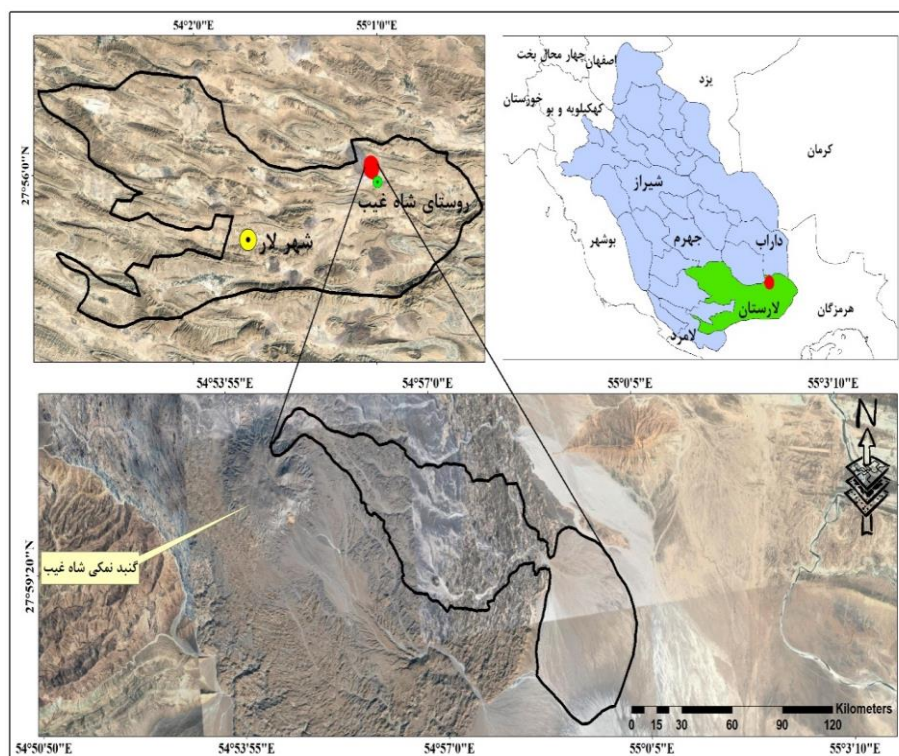 54°2'0"E
55°1'0"E
27°56'0"N
روستای شاه غیب
شهر لار
چهار محال بخت
اصفهان
یزد
خوزستان
کهکیلویه و بو
کرمان
شیراز
بوشهر
جهرم
داراب
لارستان
هرمزگان
لامرد
54°53'55"E
54°57'0"E
55°0'5"E
55°3'10"E
N
گنبد نمکی شاه غیب
27°59'20"N
27°59'20"N
Kilometers
0 15 30 60 90 120
54°50'50"E
54°53'55"E
54°57'0"E
55°0'5"E
55°3'10"E